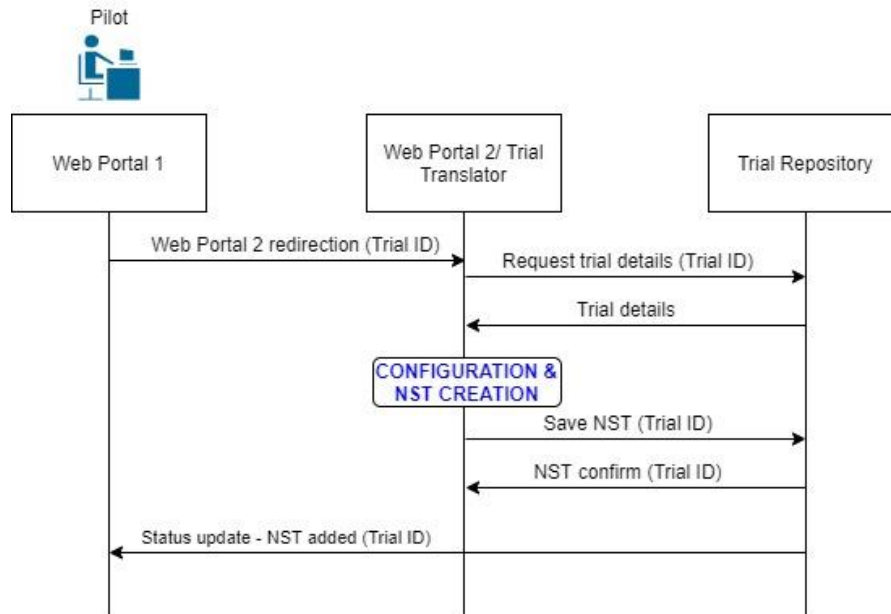 Pilot
Web Portal 1
Web Portal 2/ Trial
Translator
Trial Repository
Web Portal 2 redirection (Trial ID)
Request trial details (Trial ID)
Trial details
CONFIGURATION &
NST CREATION
Save NST (Trial ID)
NST confirm (Trial ID)
Status update - NST added (Trial ID)